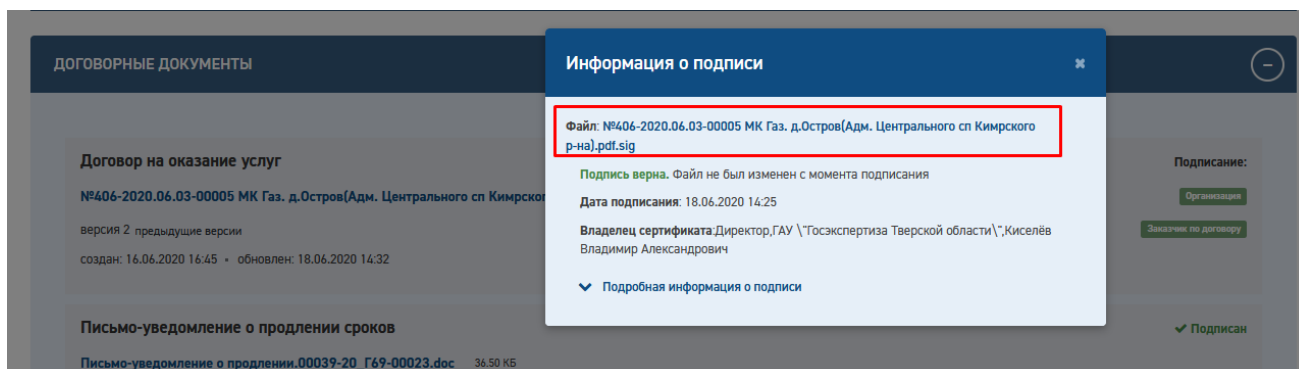 ДОГОВОРНЫЕ ДОКУМЕНТЫ
Информация о подписи
Файл: №406-2020.06.03-00005 МК Газ. д.Остров(Адм. Центрального сп Кимрского
р-на).pdf.sig
Подпись верна. Файл не был изменен с момента подписания
Дата подписания: 18.06.2020 14:25
Владелец сертификата:Директор,ГАУ \"Госэкспертиза Тверской области\",Киселёв
Владимир Александрович
Подробная информация о подписи
Договор на оказание услуг
№406-2020.06.03-00005 МК Газ. д.Остров(Адм. Центрального сп Кимрског
версия 2 предыдущие версии
создан: 16.06.2020 16:45 • обновлен: 18.06.2020 14:32
Подписание:
Организация
Заказчик по договору
Письмо-уведомление о продлении сроков
Подписан
Письмо-уведомление о продлении.00039-20_Г69-00023.doc 36.50 КБ